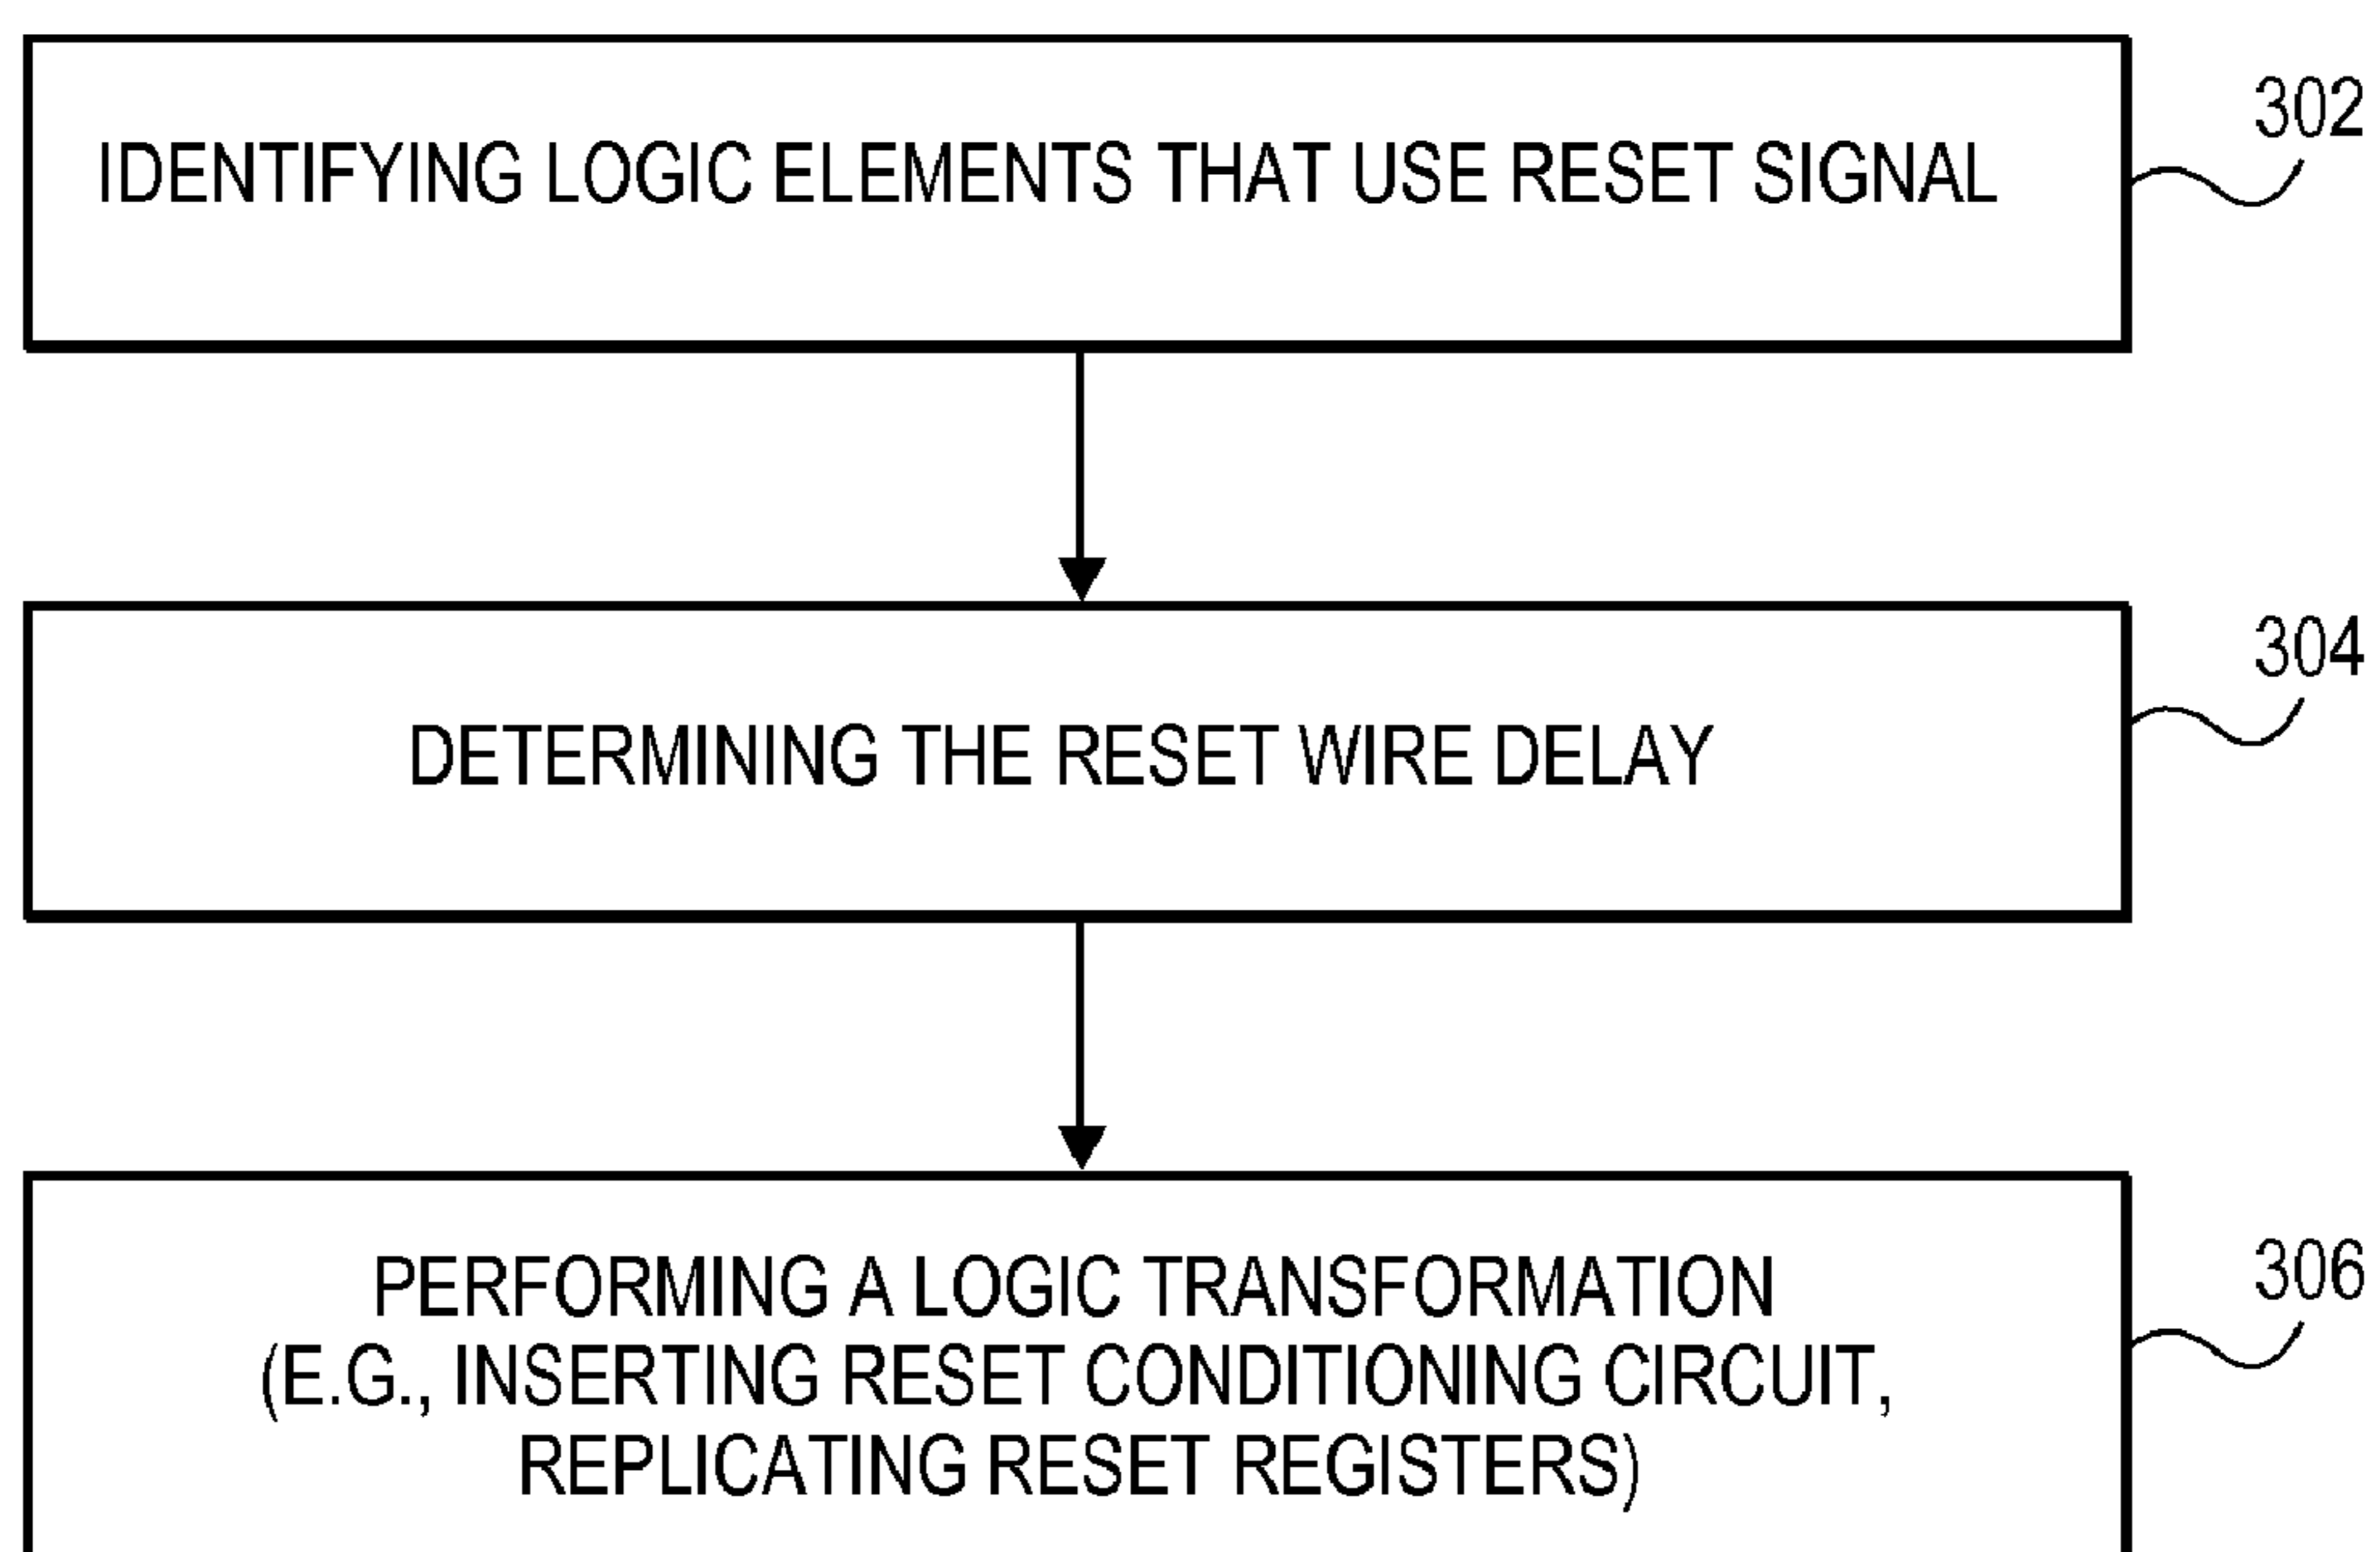 302
IDENTIFYING LOGIC ELEMENTS THAT USE RESET SIGNAL
304
DETERMINING THE RESET WIRE DELAY
306
PERFORMING A LOGIC TRANSFORMATION
(E.G., INSERTING RESET CONDITIONING CIRCUIT,
REPLICATING RESET REGISTERS)